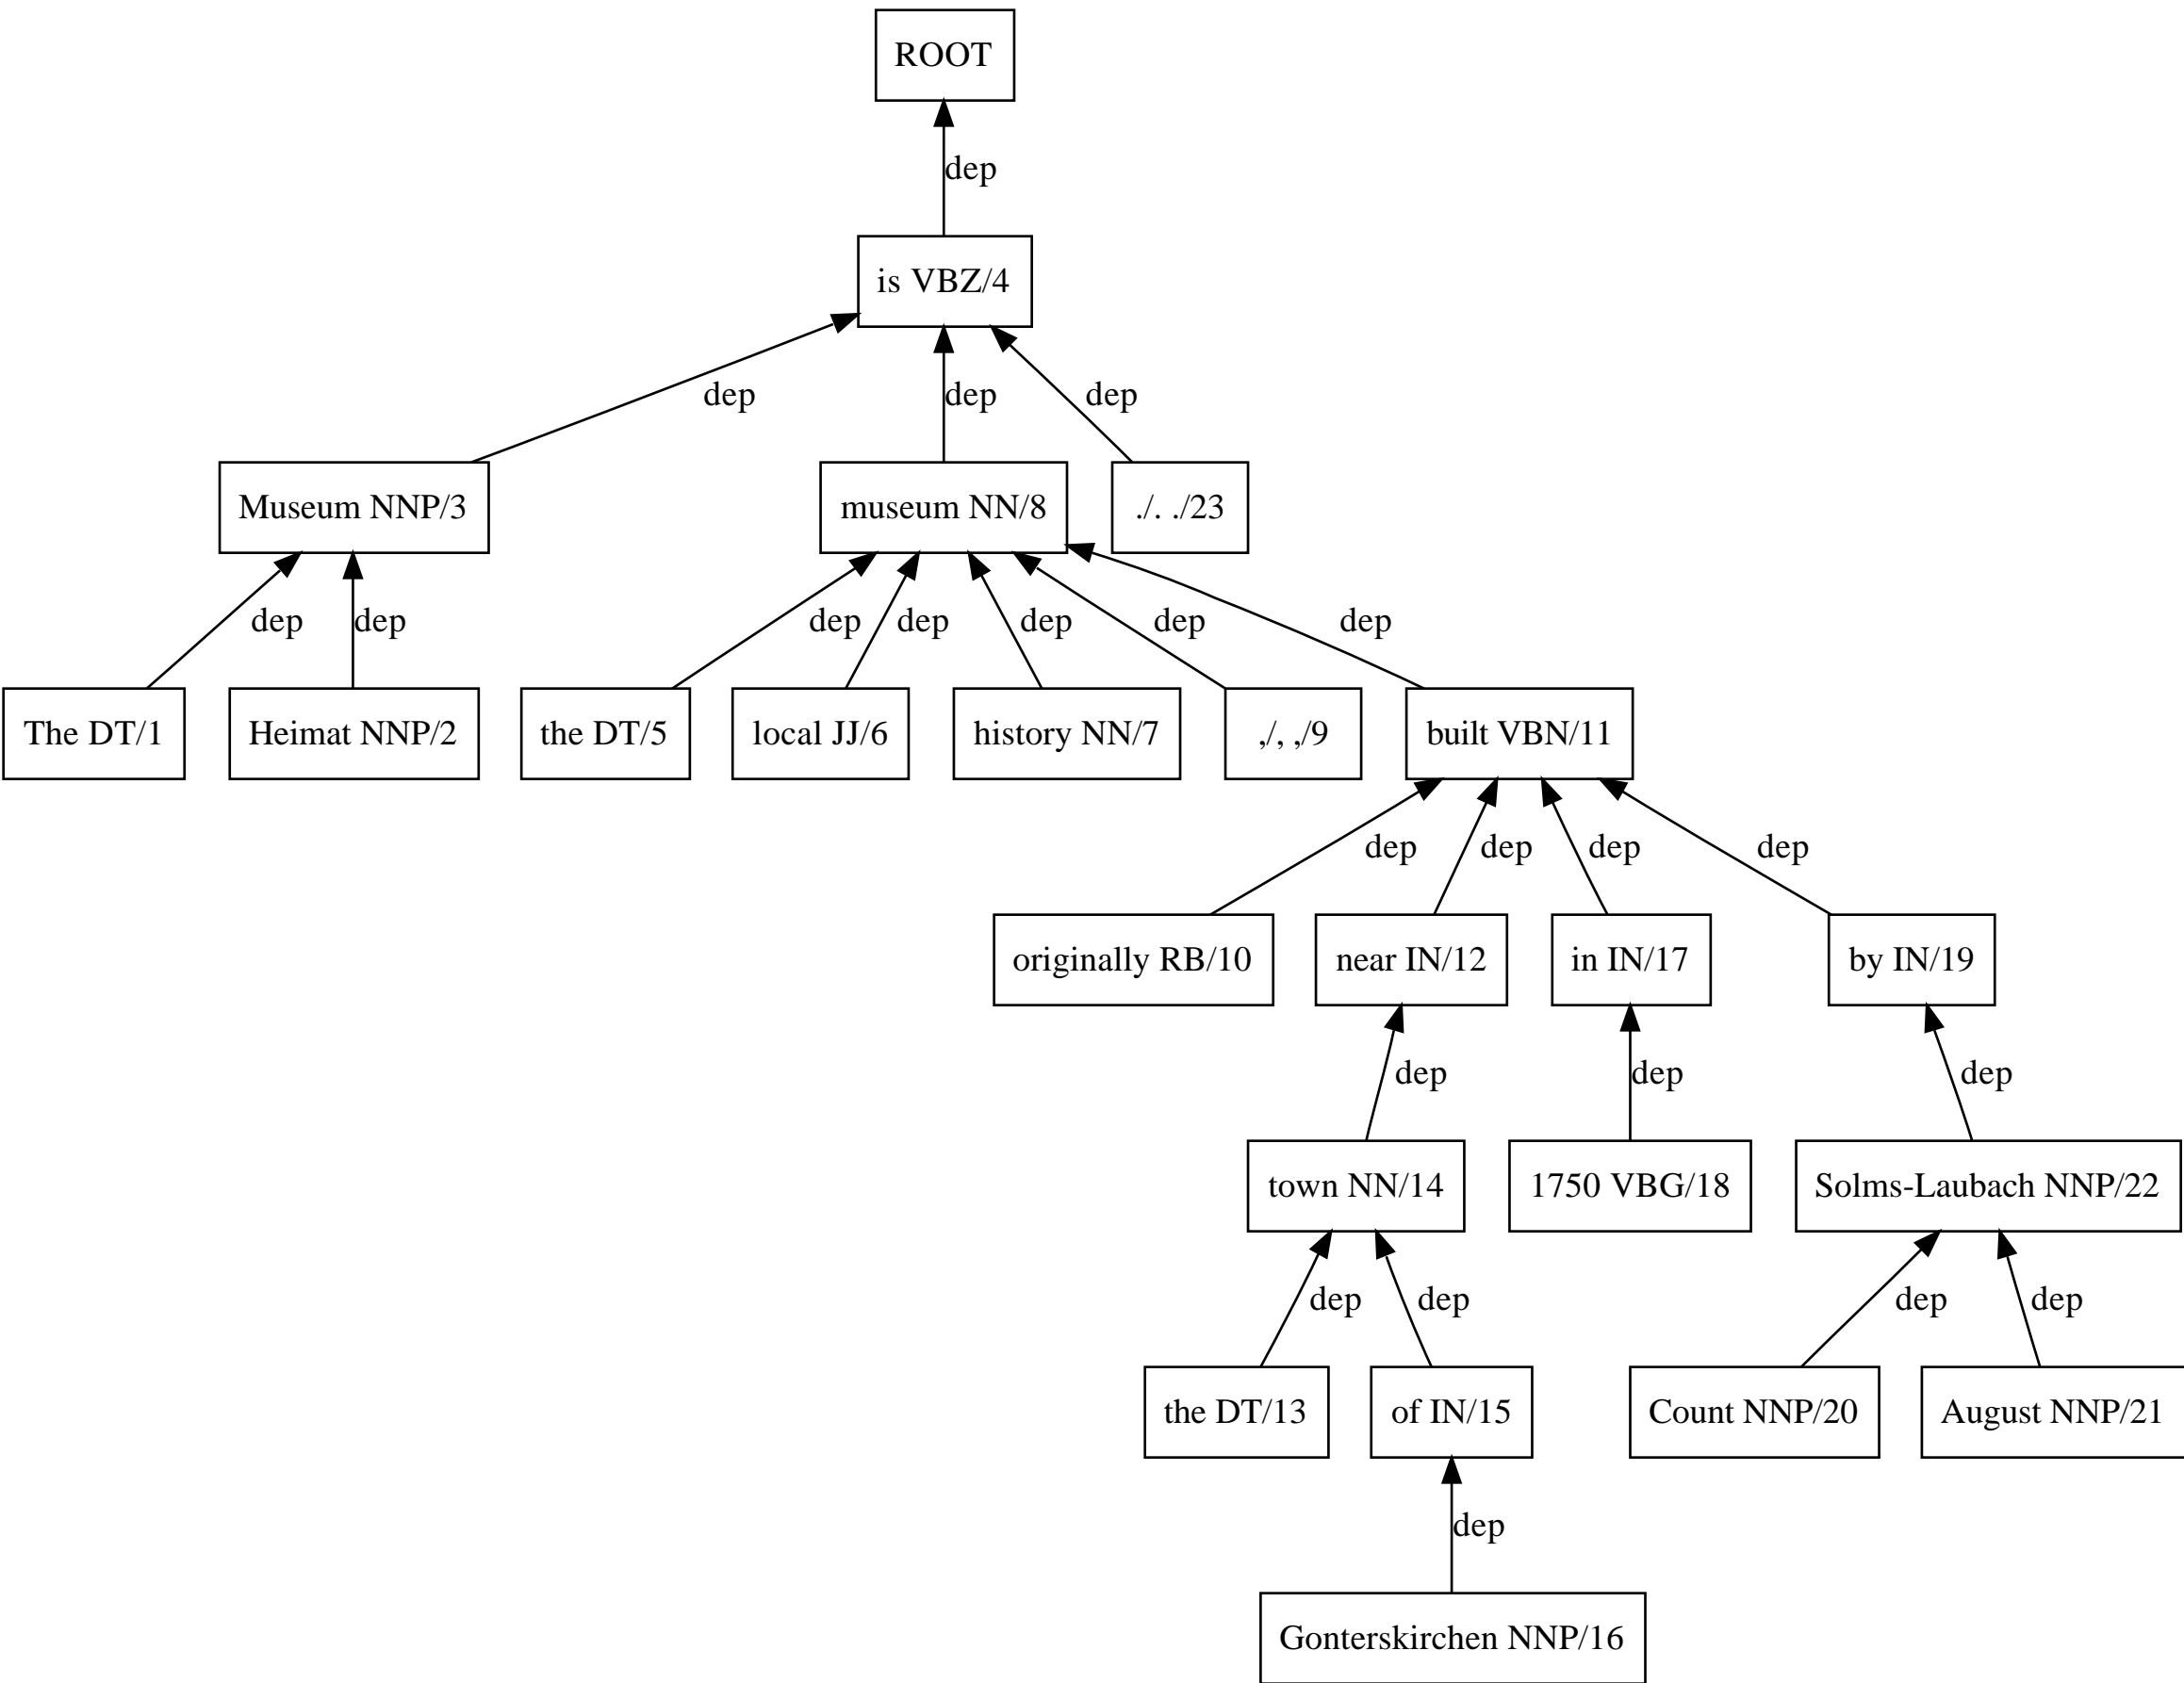 ROOT
dep
is VBZ/4
dep dep dep
Museum NNP/3 museum NN/8 ./. ./23
dep dep dep dep dep dep dep
The DT/1 Heimat NNP/2 the DT/5 local JJ/6 history NN/7 ,/, ,/9 built VBN/11
dep dep dep dep
originally RB/10 near IN/12 in IN/17 by IN/19
dep dep dep
town NN/14 1750 VBG/18 Solms-Laubach NNP/22
dep dep dep dep
the DT/13 of IN/15 Count NNP/20 August NNP/21
dep
Gonterskirchen NNP/16